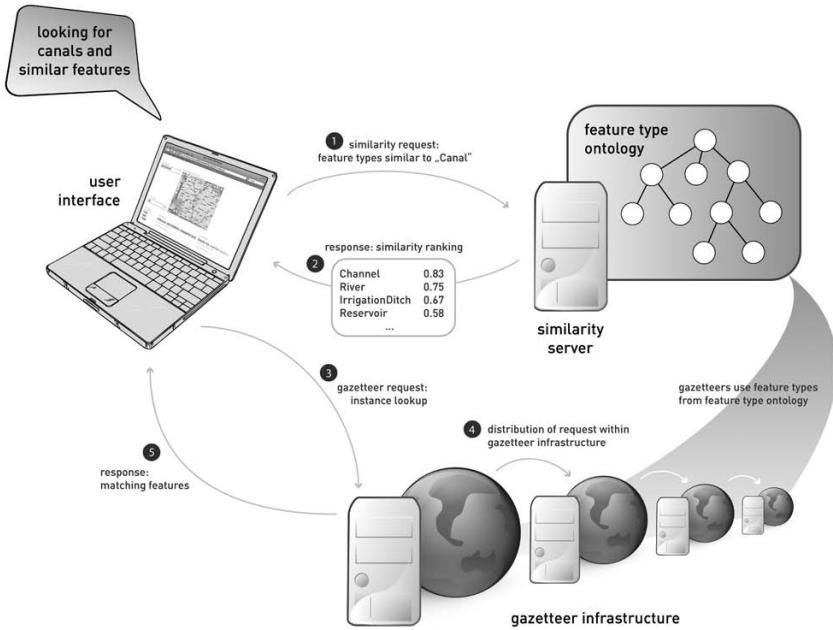 looking for
canals and
similar features
user
interface
1
similarity request:
feature types similar to „Canal”
feature type
ontology
response: similarity ranking
2
Channel 0.83
River 0.75
IrrigationDitch 0.67
Reservoir 0.58
...
similarity
server
3
gazetteer request:
instance lookup
gazetteers use feature types
from feature type ontology
4
distribution of request within
gazetteer infrastructure
5
response:
matching features
gazetteer infrastructure